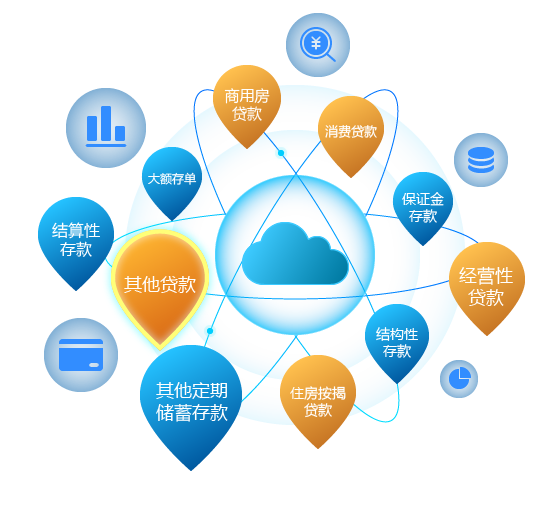 商用房
贷款
消费贷款
大额存单
保证金
存款
结算性
存款
其他贷款
经营性
贷款
结构性
存款
其他定期
储蓄存款
住房按揭
贷款